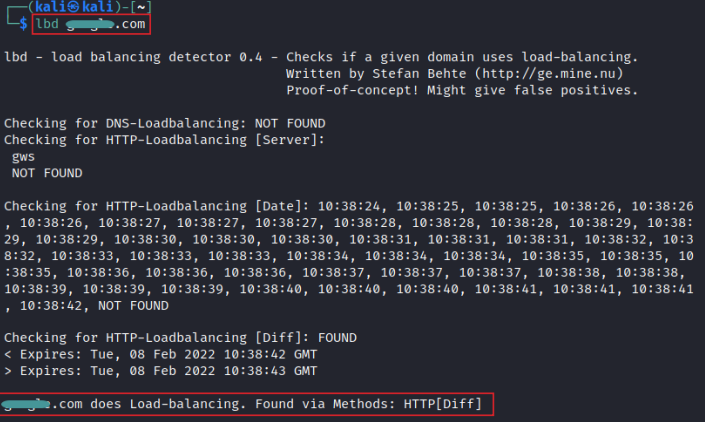 (kali㉿kali)-[~]
$ lbd .com
lbd - load balancing detector 0.4 - Checks if a given domain uses load-balancing.
Written by Stefan Behte (http://ge.mine.nu)
Proof-of-concept! Might give false positives.
Checking for DNS-Loadbalancing: NOT FOUND
Checking for HTTP-Loadbalancing [Server]:
gws
NOT FOUND
Checking for HTTP-Loadbalancing [Date]: 10:38:24, 10:38:25, 10:38:25, 10:38:26, 10:38:26
, 10:38:26, 10:38:27, 10:38:27, 10:38:27, 10:38:28, 10:38:28, 10:38:28, 10:38:29, 10:38:
29, 10:38:29, 10:38:30, 10:38:30, 10:38:30, 10:38:31, 10:38:31, 10:38:31, 10:38:32, 10:3
8:32, 10:38:33, 10:38:33, 10:38:33, 10:38:34, 10:38:34, 10:38:34, 10:38:35, 10:38:35, 10
:38:35, 10:38:36, 10:38:36, 10:38:36, 10:38:37, 10:38:37, 10:38:37, 10:38:38, 10:38:38,
10:38:39, 10:38:39, 10:38:39, 10:38:40, 10:38:40, 10:38:40, 10:38:41, 10:38:41, 10:38:41
, 10:38:42, NOT FOUND
Checking for HTTP-Loadbalancing [Diff]: FOUND
< Expires: Tue, 08 Feb 2022 10:38:42 GMT
> Expires: Tue, 08 Feb 2022 10:38:43 GMT
.com does Load-balancing. Found via Methods: HTTP[Diff]